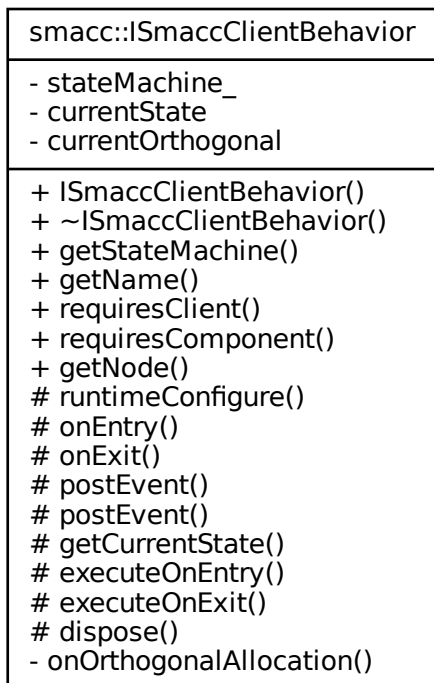 smacc::ISmaccClientBehavior
- stateMachine_
- currentState
- currentOrthogonal
+ ISmaccClientBehavior()
+ ~ISmaccClientBehavior()
+ getStateMachine()
+ getName()
+ requiresClient()
+ requiresComponent()
+ getNode()
# runtimeConfigure()
# onEntry()
# onExit()
# postEvent()
# postEvent()
# getCurrentState()
# executeOnEntry()
# executeOnExit()
# dispose()
- onOrthogonalAllocation()